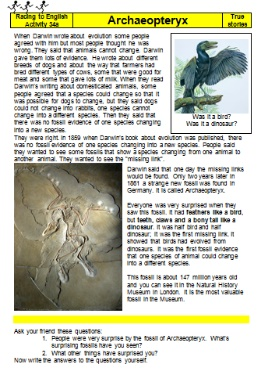 Racing to English
Activity 34a
Archaeopteryx
True
stories
When Darwin wrote about evolution some people
agreed with him but most people thought he was
wrong. They said that animals cannot change. Darwin
gave them lots of evidence. He wrote about different
breeds of dogs and about the way that farmers had
bred different types of cows, some that were good for
meat and some that gave lots of milk. When they read
Darwin's writing about domesticated animals, some
people agreed that a species could change so that it
was possible for dogs to change, but they said dogs
could not change into rabbits, one species cannot
change into a different species. Then they said that
there was no fossil evidence of one species changing
into a new species.
Was it a bird?
Was it a dinosaur?
They were right. In 1859 when Darwin's book about evolution was published, there
was no fossil evidence of one species changing into a new species. People said
they wanted to see some fossils that show a species changing from one animal to
another animal. They wanted to see the "missing link".
Darwin said that one day the missing links
would be found. Only two years later in
1861 a strange new fossil was found in
Germany. It is called Archaeopteryx.
Everyone was very surprised when they
saw this fossil. It had feathers like a bird,
but teeth, claws and a bony tail like a
dinosaur. It was half bird and half
dinosaur; it was the first missing link. It
showed that birds had evolved from
dinosaurs. It was the first fossil evidence
that one species of animal could change
into a different species.
This fossil is about 147 million years old
and you can see it in the Natural History
Museum in London. It is the most valuable
fossil in the Museum.
Ask your friend these questions:
1. People were very surprise by the fossil of Archaeopteryx. What
surprising fossils have you seen?
2. What other things have surprised you?
Now write the answers to the questions yourself.